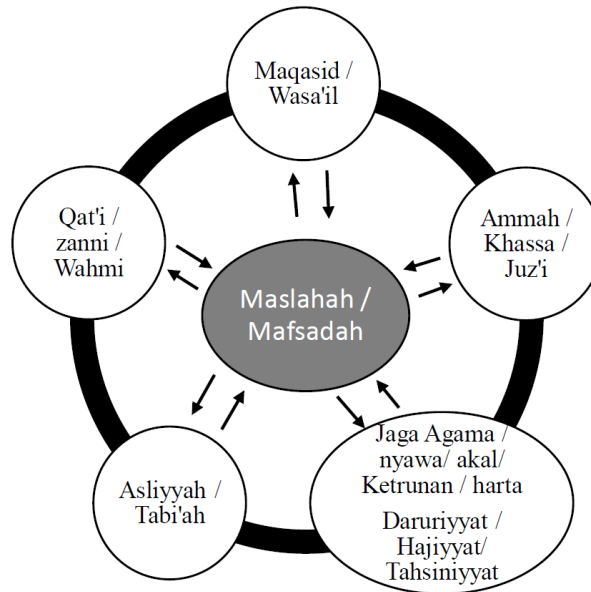 Maqasid /
Wasa'il
Qat'i /
zanni /
Wahmi
Ammah /
Khassa /
Juz'i
Maslahah /
Mafsadah
Asliyyah /
Tabi'ah
Jaga Agama /
nyawa/ akal/
Ketrunan / harta
Daruriyyat /
Hajiyyat/
Tahsiniyyat